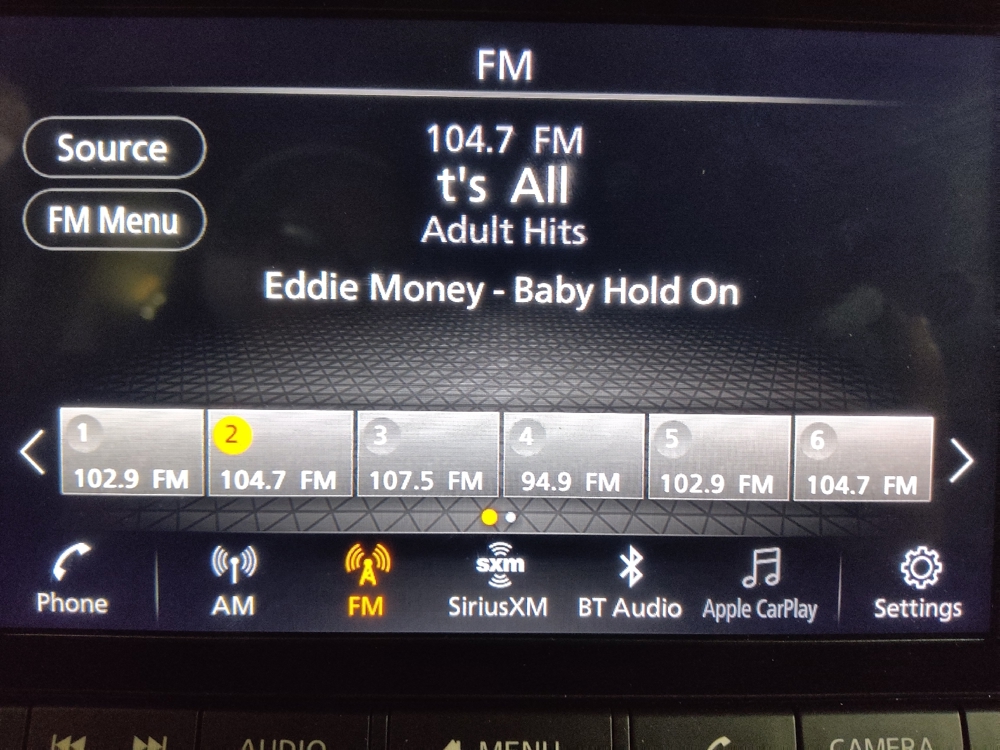 FM
Source
104.7 FM
t's All
FM Menu
Adult Hits
Eddie Money - Baby Hold On
1 2 3 4 5 6
102.9 FM 104.7 FM 107.5 FM 94.9 FM 102.9 FM 104.7 FM
sxm
Phone AM FM SiriusXM BT Audio Apple CarPlay Settings
AUDIO MENU CAMERA